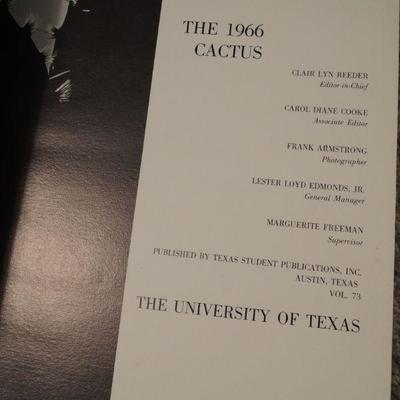 THE 1966
CACTUS
CLAIR LYN REEDER
Editor-in-Chief
CAROL DIANE COOKE
Associate Editor
FRANK ARMSTRONG
Photographer
LESTER LOYD EDMONDS, JR.
General Manager
MARGUERITE FREEMAN
Supervisor
PUBLISHED BY TEXAS STUDENT PUBLICATIONS, INC.
AUSTIN, TEXAS
VOL. 73
THE UNIVERSITY OF TEXAS